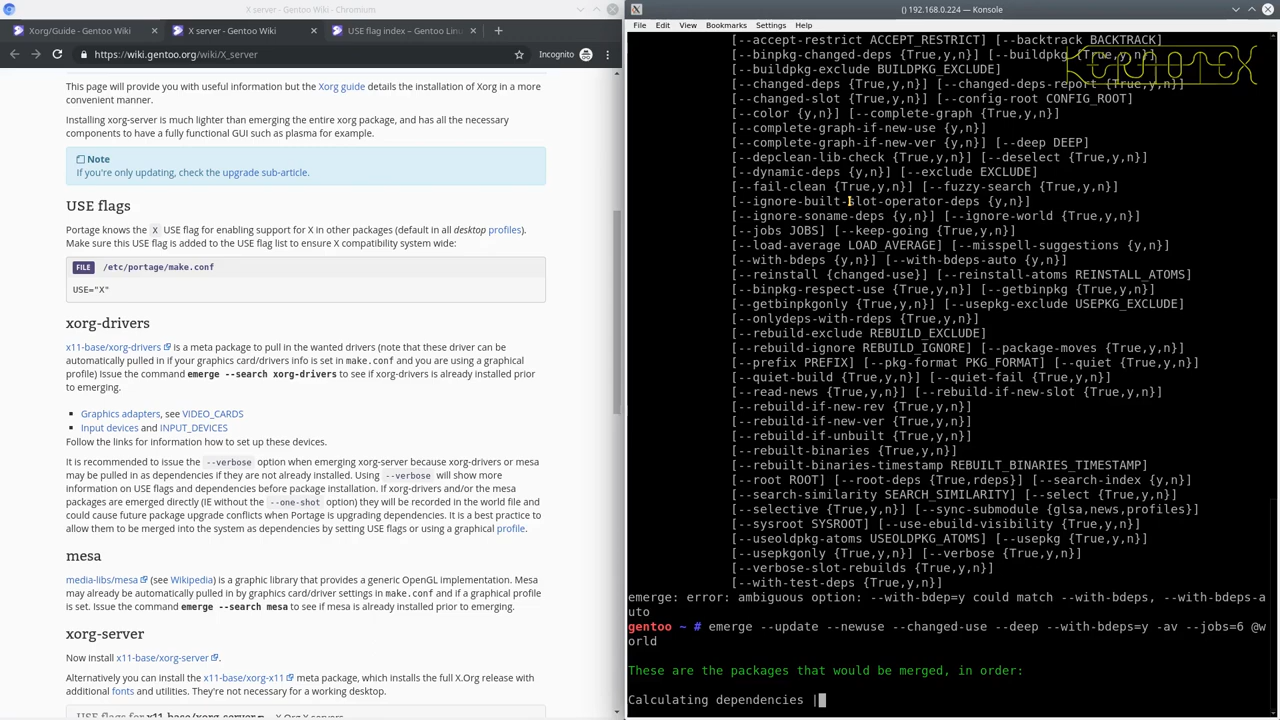 X server - Gentoo Wiki - Chromium
Xorg/Guide - Gentoo Wiki
X server - Gentoo Wiki
USE flag index – Gentoo Linu
https://wiki.gentoo.org/wiki/X_server
Incognito
This page will provide you with useful information but the Xorg guide details the installation of Xorg in a more
convenient manner.
Installing xorg-server is much lighter than emerging the entire xorg package, and has all the necessary
components to have a fully functional GUI such as plasma for example.
Note
If you're only updating, check the upgrade sub-article.
USE flags
Portage knows the X USE flag for enabling support for X in other packages (default in all desktop profiles).
Make sure this USE flag is added to the USE flag list to ensure X compatibility system wide:
FILE /etc/portage/make.conf
USE="X"
xorg-drivers
x11-base/xorg-drivers is a meta package to pull in the wanted drivers (note that these driver can be
automatically pulled in if your graphics card/drivers info is set in make.conf and you are using a graphical
profile) Issue the command emerge --search xorg-drivers to see if xorg-drivers is already installed prior
to emerging.
Graphics adapters, see VIDEO_CARDS
Input devices and INPUT_DEVICES
Follow the links for information how to set up these devices.
It is recommended to issue the --verbose option when emerging xorg-server because xorg-drivers or mesa
may be pulled in as dependencies if they are not already installed. Using --verbose will show more
information on USE flags and dependencies before package installation. If xorg-drivers and/or the mesa
packages are emerged directly (IE without the --one-shot option) they will be recorded in the world file and
could cause future package upgrade conflicts when Portage is upgrading dependencies. It is a best practice to
allow them to be merged into the system as dependencies by setting USE flags or using a graphical profile.
mesa
media-libs/mesa (see Wikipedia) is a graphic library that provides a generic OpenGL implementation. Mesa
may already be automatically pulled in by graphics card/driver settings in make.conf and if a graphical profile
is set. Issue the command emerge --search mesa to see if mesa is already installed prior to emerging.
xorg-server
Now install x11-base/xorg-server.
Alternatively you can install the x11-base/xorg-x11 meta package, which installs the full X.Org release with
additional fonts and utilities. They're not necessary for a working desktop.
USE flags for x11-base/xorg-server X.Org X servers
() 192.168.0.224 — Konsole
File Edit View Bookmarks Settings Help
[--accept-restrict ACCEPT_RESTRICT] [--backtrack BACKTRACK]
[--binpkg-changed-deps {True,y,n}] [--buildpkg {True,y,n}]
[--buildpkg-exclude BUILDPKG_EXCLUDE]
[--changed-deps {True,y,n}] [--changed-deps-report {True,y,n}]
[--changed-slot {True,y,n}] [--config-root CONFIG_ROOT]
[--color {y,n}] [--complete-graph {True,y,n}]
[--complete-graph-if-new-use {y,n}]
[--complete-graph-if-new-ver {y,n}] [--deep DEEP]
[--depclean-lib-check {True,y,n}] [--deselect {True,y,n}]
[--dynamic-deps {y,n}] [--exclude EXCLUDE]
[--fail-clean {True,y,n}] [--fuzzy-search {True,y,n}]
[--ignore-built-slot-operator-deps {y,n}]
[--ignore-soname-deps {y,n}] [--ignore-world {True,y,n}]
[--jobs JOBS] [--keep-going {True,y,n}]
[--load-average LOAD_AVERAGE] [--misspell-suggestions {y,n}]
[--with-bdeps {y,n}] [--with-bdeps-auto {y,n}]
[--reinstall {changed-use}] [--reinstall-atoms REINSTALL_ATOMS]
[--binpkg-respect-use {True,y,n}] [--getbinpkg {True,y,n}]
[--getbinpkgonly {True,y,n}] [--usepkg-exclude USEPKG_EXCLUDE]
[--onlydeps-with-rdeps {True,y,n}]
[--rebuild-exclude REBUILD_EXCLUDE]
[--rebuild-ignore REBUILD_IGNORE] [--package-moves {True,y,n}]
[--prefix PREFIX] [--pkg-format PKG_FORMAT] [--quiet {True,y,n}]
[--quiet-build {True,y,n}] [--quiet-fail {True,y,n}]
[--read-news {True,y,n}] [--rebuild-if-new-slot {True,y,n}]
[--rebuild-if-new-rev {True,y,n}]
[--rebuild-if-new-ver {True,y,n}]
[--rebuild-if-unbuilt {True,y,n}]
[--rebuilt-binaries {True,y,n}]
[--rebuilt-binaries-timestamp REBUILT_BINARIES_TIMESTAMP]
[--root ROOT] [--root-deps {True,rdeps}] [--search-index {y,n}]
[--search-similarity SEARCH_SIMILARITY] [--select {True,y,n}]
[--selective {True,y,n}] [--sync-submodule {glsa,news,profiles}]
[--sysroot SYSROOT] [--use-ebuild-visibility {True,y,n}]
[--useoldpkg-atoms USEOLDPKG_ATOMS] [--usepkg {True,y,n}]
[--usepkgonly {True,y,n}] [--verbose {True,y,n}]
[--verbose-slot-rebuilds {True,y,n}]
[--with-test-deps {True,y,n}]
emerge: error: ambiguous option: --with-bdep=y could match --with-bdeps, --with-bdeps-a
uto
gentoo ~ # emerge --update --newuse --changed-use --deep --with-bdeps=y -av --jobs=6 @w
orld
These are the packages that would be merged, in order:
Calculating dependencies |